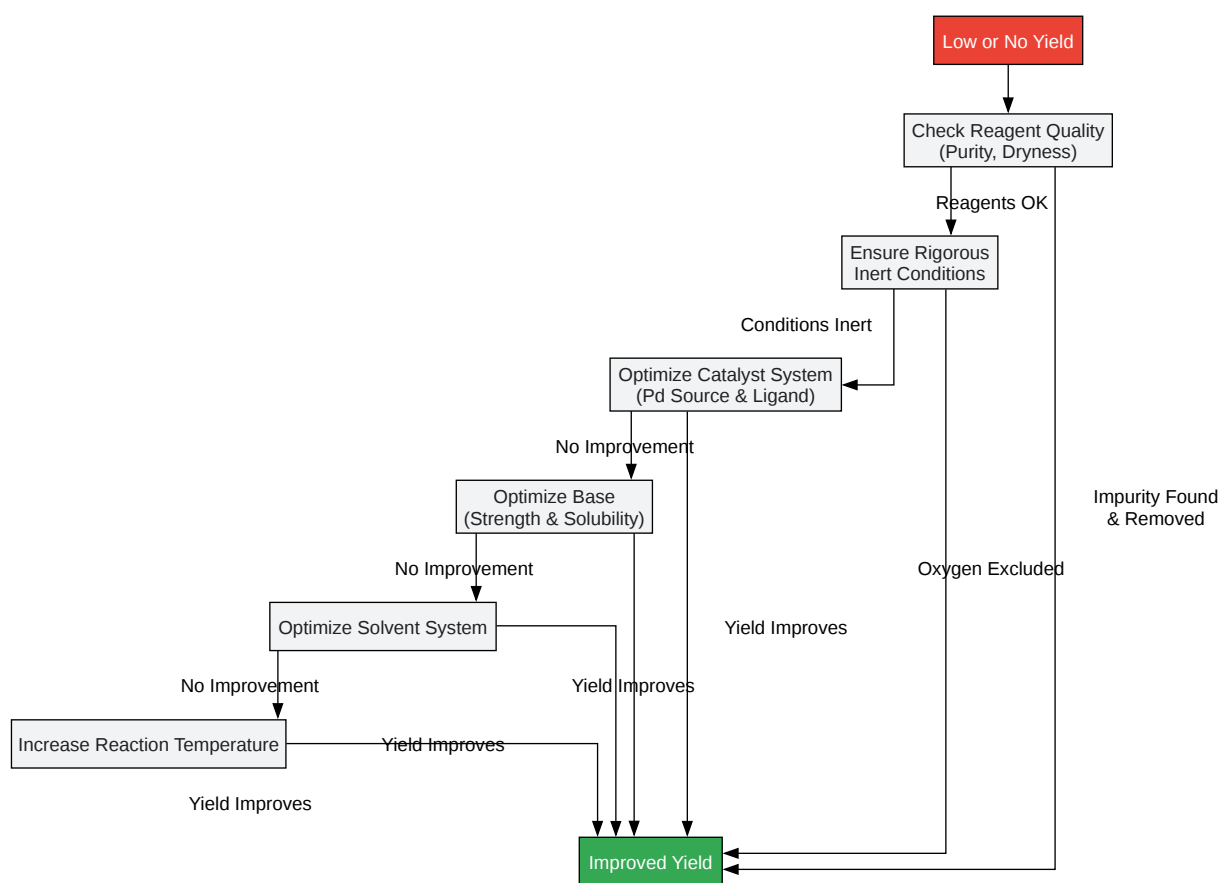 Low or No Yield
Check Reagent Quality
(Purity, Dryness)
Reagents OK
Ensure Rigorous
Inert Conditions
Conditions Inert
Optimize Catalyst System
(Pd Source & Ligand)
No Improvement
Optimize Base
(Strength & Solubility)
Impurity Found
& Removed
No Improvement
Oxygen Excluded
Optimize Solvent System
Yield Improves
No Improvement
Yield Improves
Increase Reaction Temperature
Yield Improves
Yield Improves
Improved Yield